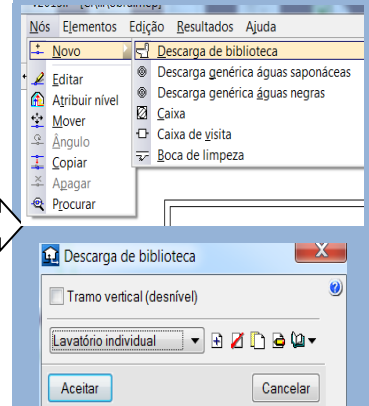 Nós Elementos Edição Resultados Ajuda
Novo
Descarga de biblioteca
Descarga genérica águas saponáceas
Editar
Descarga genérica águas negras
Atribuir nível
Caixa
Mover
Caixa de visita
Ângulo
Boca de limpeza
Copiar
Apagar
Procurar
Descarga de biblioteca
Tramo vertical (desnível)
Lavatório individual
Aceitar Cancelar